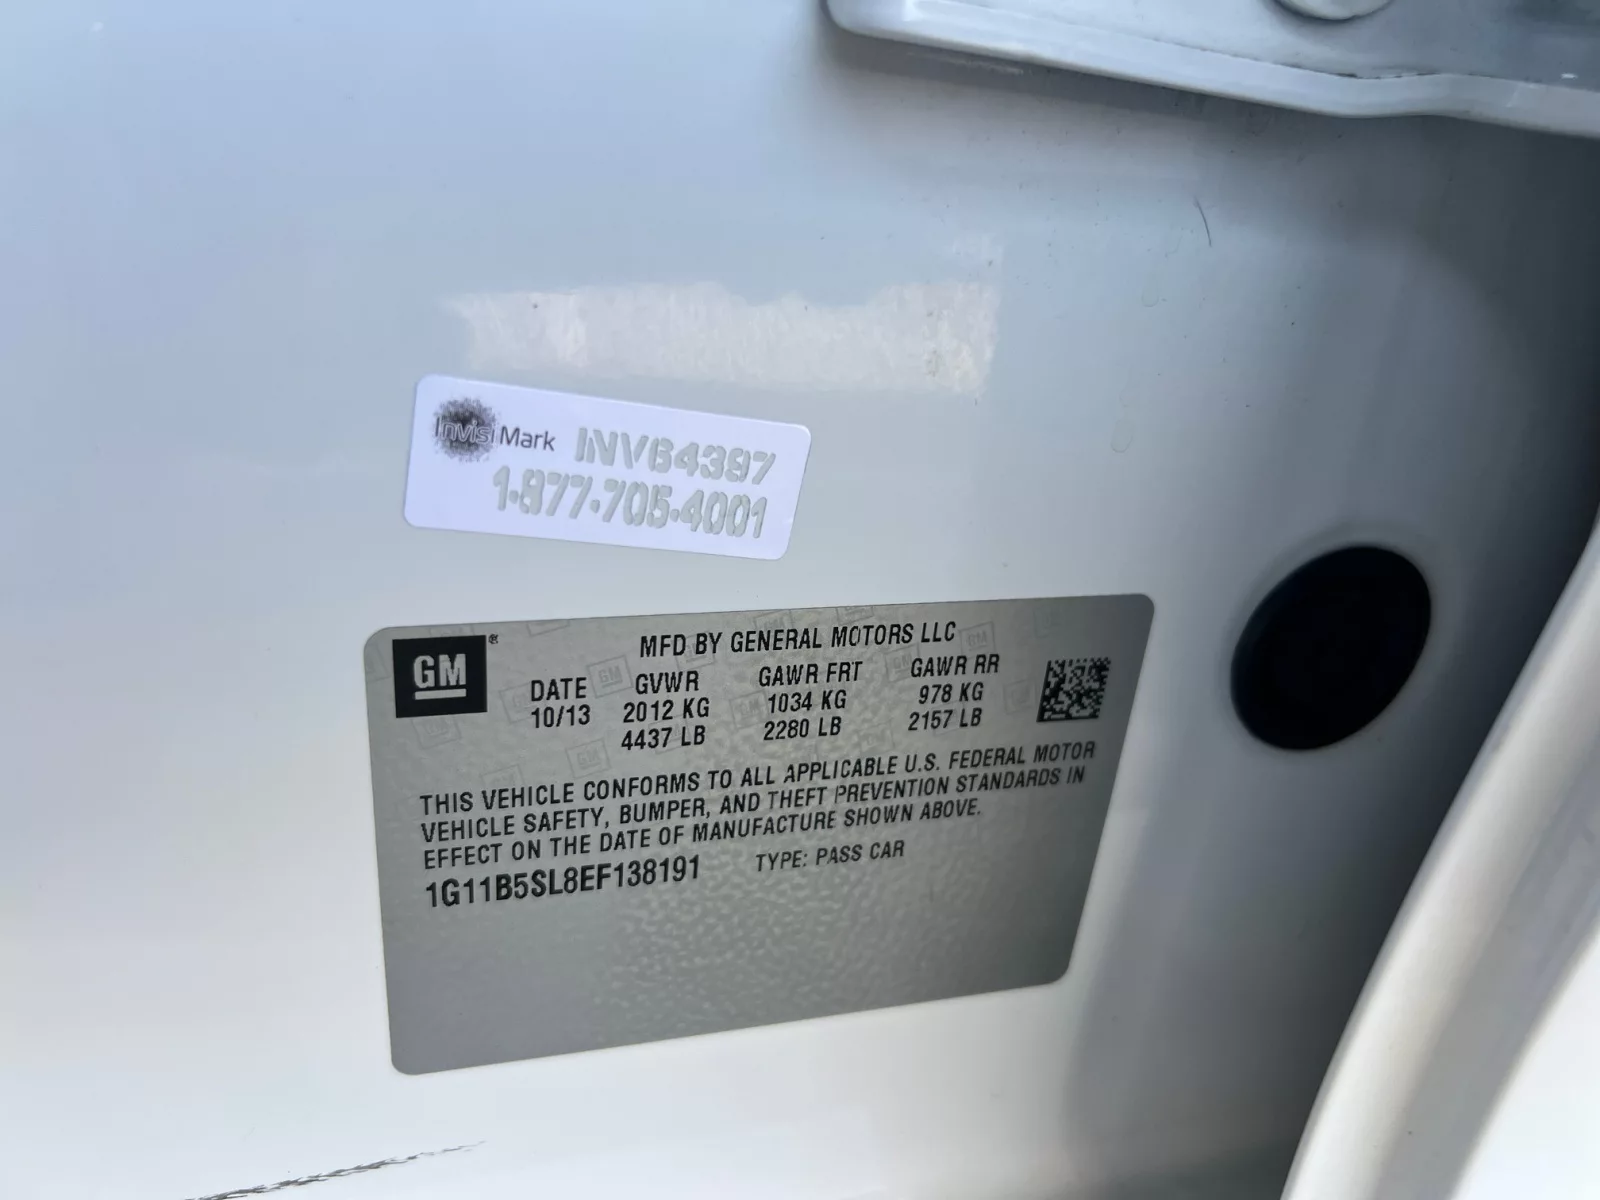 InvisiMark INV64397
1-877-705-4001
GM®
MFD BY GENERAL MOTORS LLC
DATE GVWR GAWR FRT GAWR RR
10/13 2012 KG 1034 KG 978 KG
4437 LB 2280 LB 2157 LB
THIS VEHICLE CONFORMS TO ALL APPLICABLE U.S. FEDERAL MOTOR
VEHICLE SAFETY, BUMPER, AND THEFT PREVENTION STANDARDS IN
EFFECT ON THE DATE OF MANUFACTURE SHOWN ABOVE.
1G11B5SL8EF138191 TYPE: PASS CAR